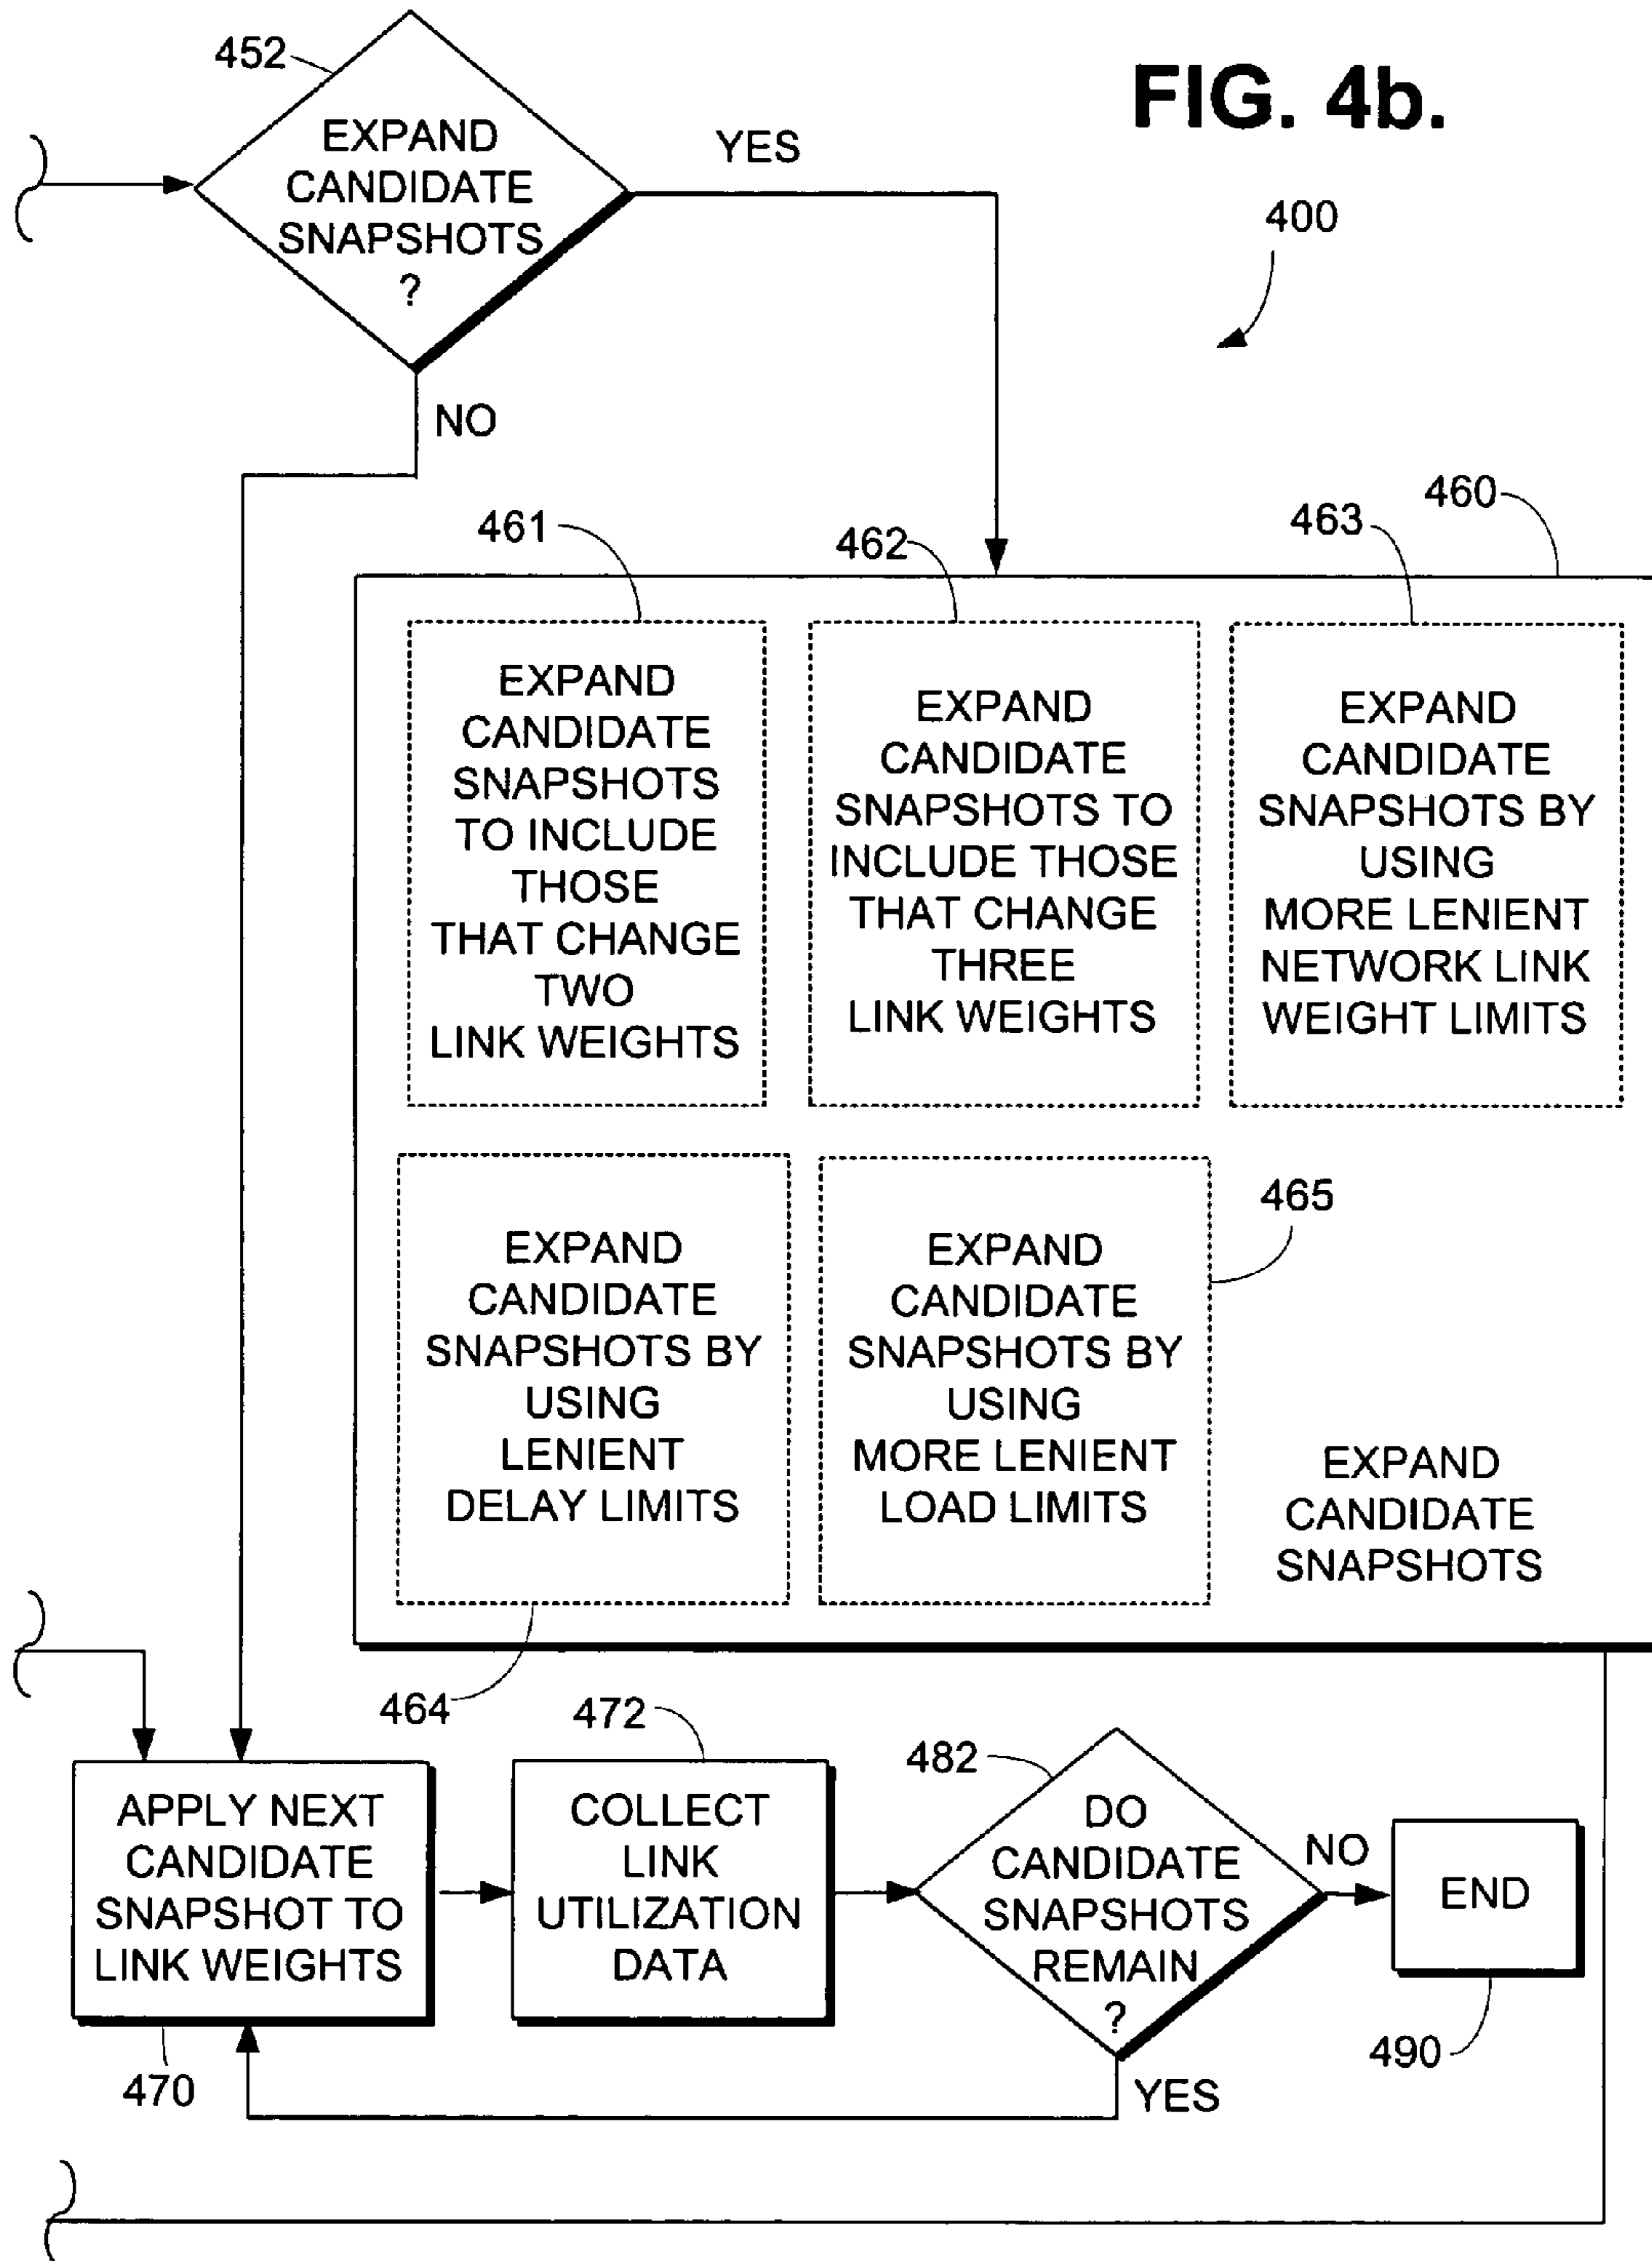 FIG. 4b.
452
EXPAND
CANDIDATE
SNAPSHOTS
?
YES
400
NO
460
461
462
463
EXPAND
CANDIDATE
SNAPSHOTS
TO INCLUDE
THOSE
THAT CHANGE
TWO
LINK WEIGHTS
EXPAND
CANDIDATE
SNAPSHOTS TO
INCLUDE THOSE
THAT CHANGE
THREE
LINK WEIGHTS
EXPAND
CANDIDATE
SNAPSHOTS BY
USING
MORE LENIENT
NETWORK LINK
WEIGHT LIMITS
EXPAND
CANDIDATE
SNAPSHOTS BY
USING
LENIENT
DELAY LIMITS
464
EXPAND
CANDIDATE
SNAPSHOTS BY
USING
MORE LENIENT
LOAD LIMITS
465
EXPAND
CANDIDATE
SNAPSHOTS
APPLY NEXT
CANDIDATE
SNAPSHOT TO
LINK WEIGHTS
470
472
COLLECT
LINK
UTILIZATION
DATA
482
DO
CANDIDATE
SNAPSHOTS
REMAIN
?
NO
END
490
YES